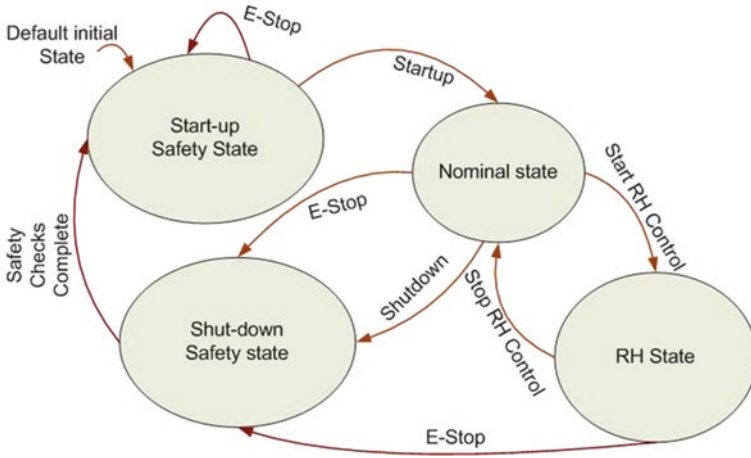 E-Stop
Default initial
State
Startup
Start-up
Safety State
Nominal state
Start RH Control
E-Stop
Safety
Checks
Complete
Shutdown
Stop RH Control
Shut-down
Safety state
RH State
E-Stop